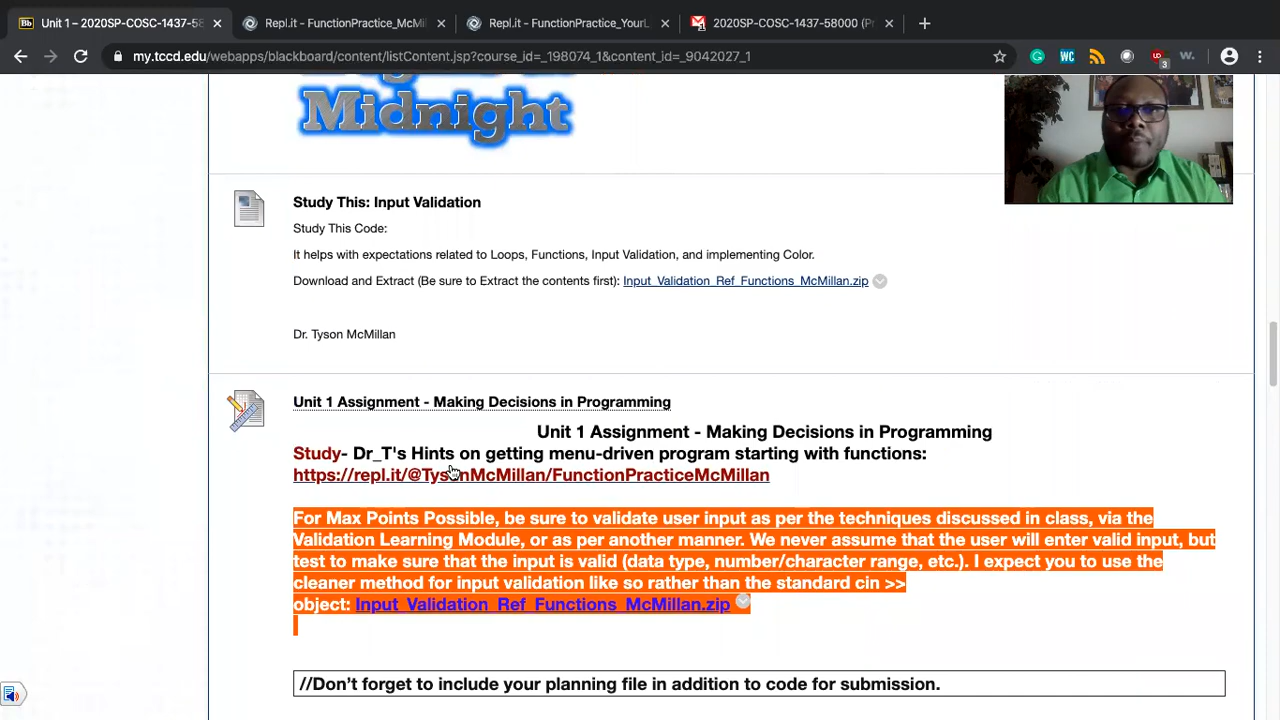 Unit 1 – 2020SP-COSC-1437-58
Repl.it - FunctionPractice_McMil
Repl.it - FunctionPractice_YourL
2020SP-COSC-1437-58000 (Pr
my.tccd.edu/webapps/blackboard/content/listContent.jsp?course_id=_198074_1&content_id=_9042027_1
Midnight
Study This: Input Validation
Study This Code:
It helps with expectations related to Loops, Functions, Input Validation, and implementing Color.
Download and Extract (Be sure to Extract the contents first): Input_Validation_Ref_Functions_McMillan.zip
Dr. Tyson McMillan
Unit 1 Assignment - Making Decisions in Programming
Unit 1 Assignment - Making Decisions in Programming
Study- Dr_T's Hints on getting menu-driven program starting with functions:
https://repl.it/@TysonMcMillan/FunctionPracticeMcMillan
For Max Points Possible, be sure to validate user input as per the techniques discussed in class, via the
Validation Learning Module, or as per another manner. We never assume that the user will enter valid input, but
test to make sure that the input is valid (data type, number/character range, etc.). I expect you to use the
cleaner method for input validation like so rather than the standard cin >>
object: Input_Validation_Ref_Functions_McMillan.zip
//Don't forget to include your planning file in addition to code for submission.